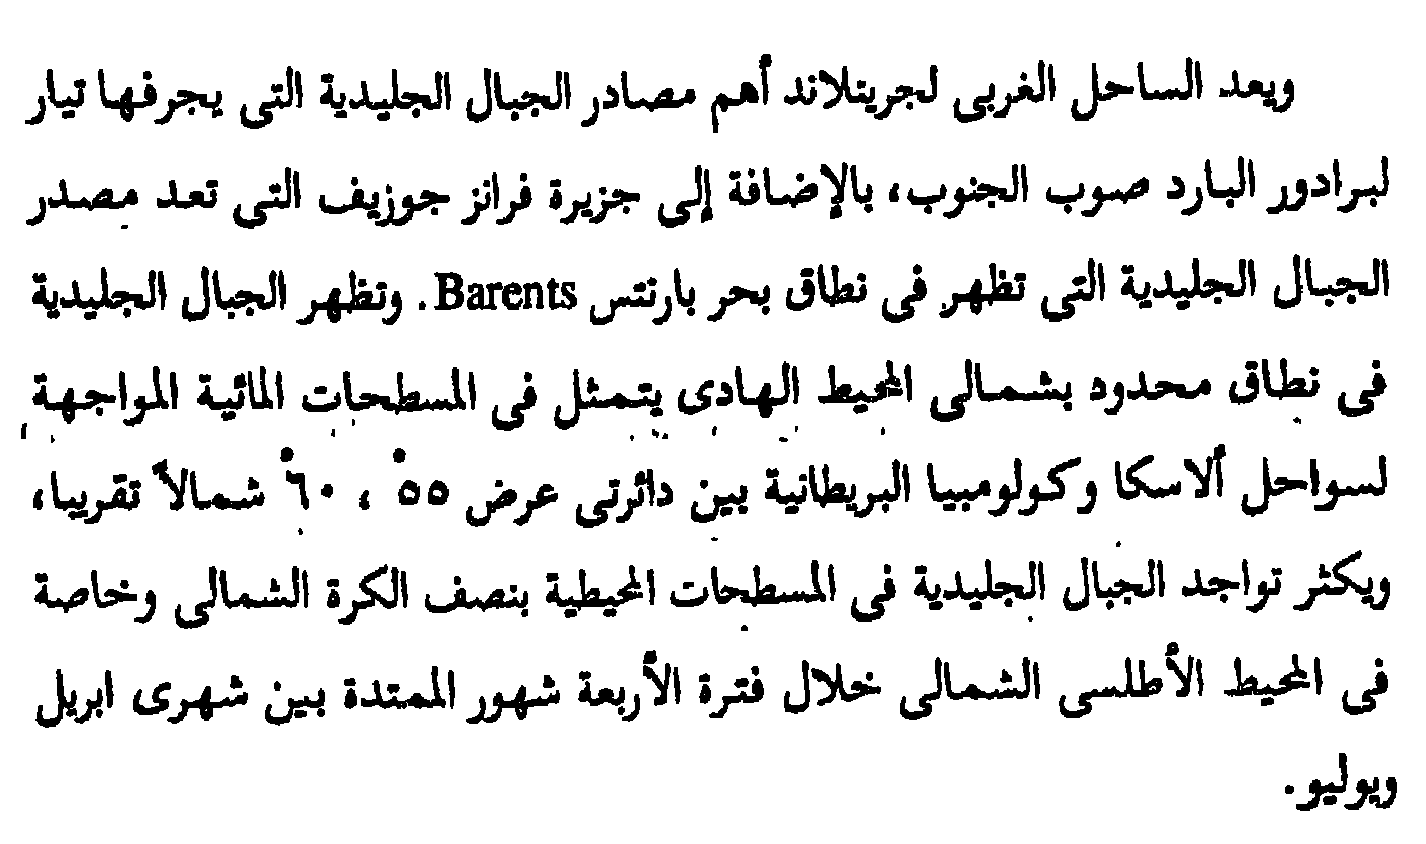 ويعد الساحل الغربى لجرينلاند أهم مصادر الجبال الجليدية التى يجرفها تيار
لبرادور البارد صوب الجنوب، بالإضافة إلى جزيرة فرانز جوزيف التى تعد مصدر
الجبال الجليدية التى تظهر فى نطاق بحر بارنتس Barents. وتظهر الجبال الجليدية
فى نطاق محدود بشمالى المحيط الهادى يتمثل فى المسطحات المائية المواجهة
لسواحل ألاسكا وكولومبيا البريطانية بين دائرتى عرض ٥٥ْ ، ٦٠ْ شمالاً تقريبا،
ويكثر تواجد الجبال الجليدية فى المسطحات المحيطية بنصف الكرة الشمالى وخاصة
فى المحيط الأطلسى الشمالى خلال فترة الأربعة شهور الممتدة بين شهرى ابريل
ويوليو.